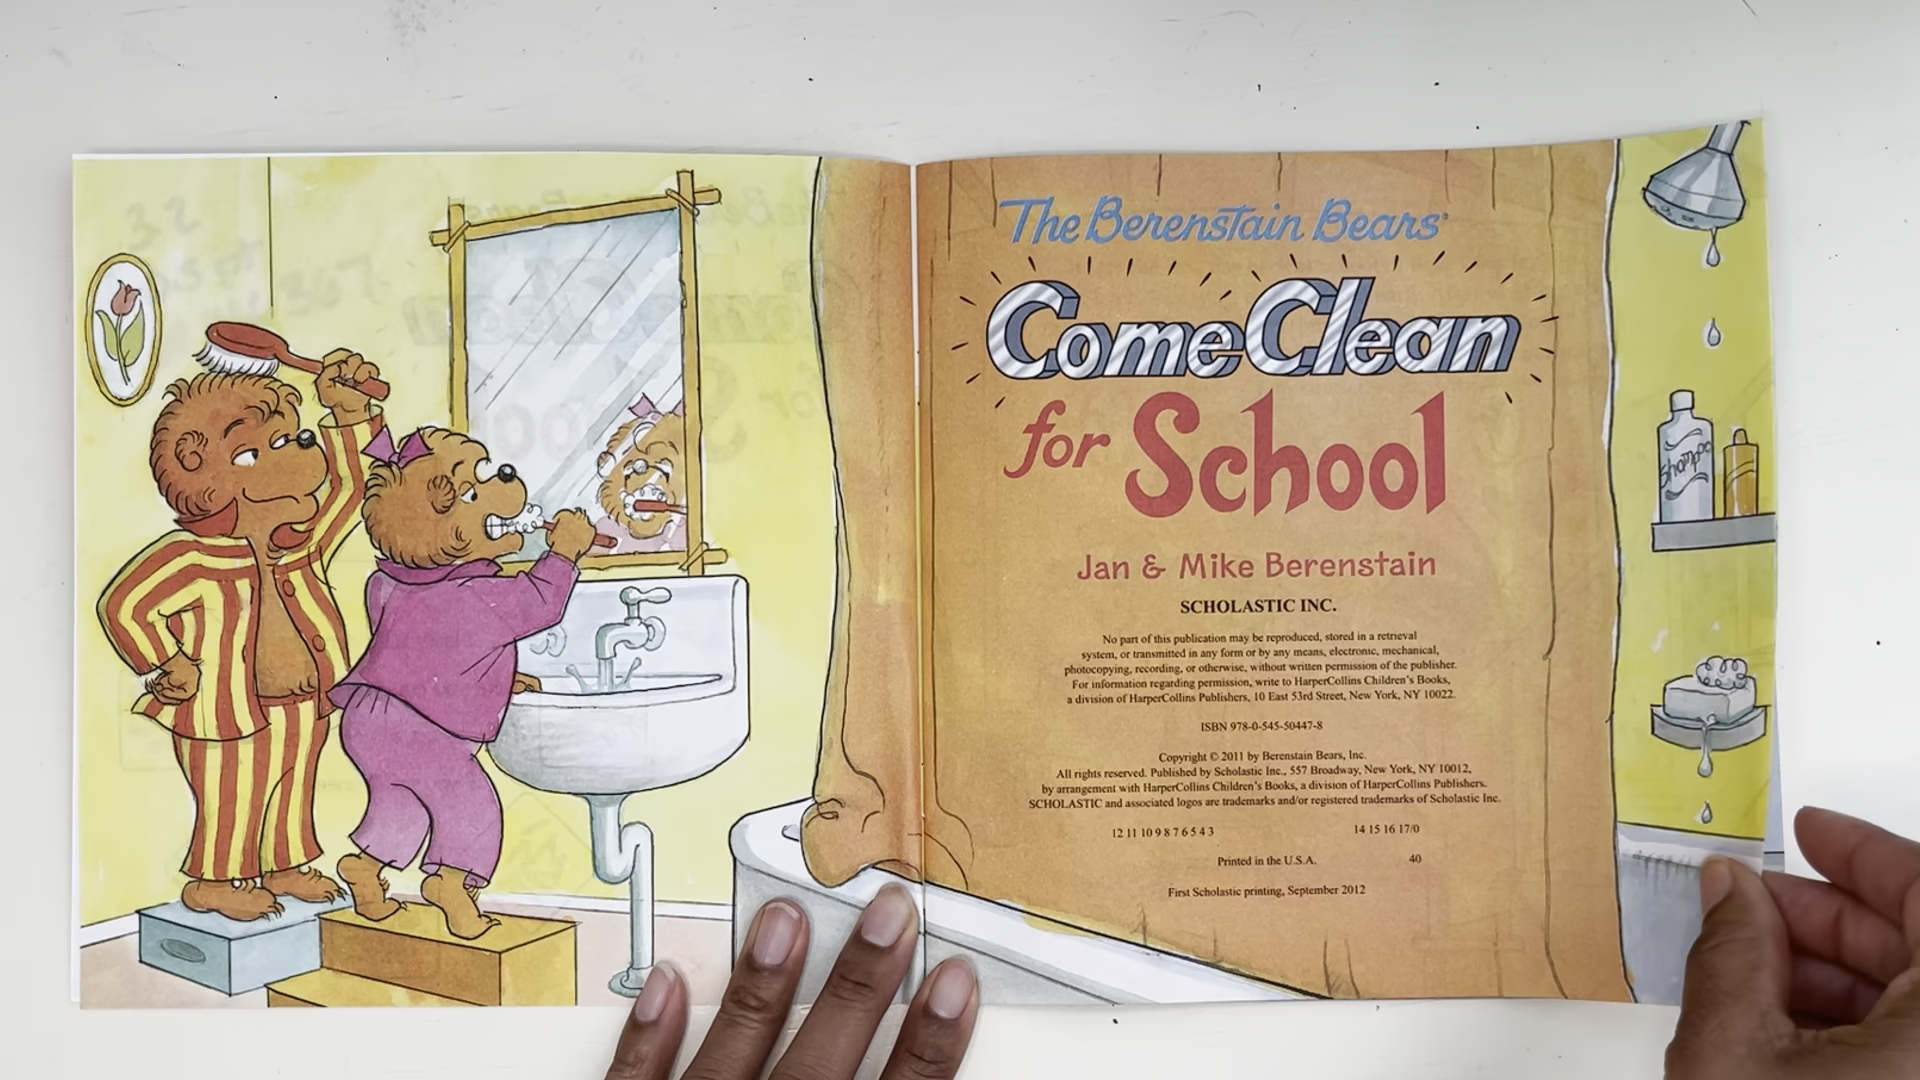 The Berenstain Bears®
Come Clean
for School
Jan & Mike Berenstain
SCHOLASTIC INC.
No part of this publication may be reproduced, stored in a retrieval
system, or transmitted in any form or by any means, electronic, mechanical,
photocopying, recording, or otherwise, without written permission of the publisher.
For information regarding permission, write to HarperCollins Children's Books,
a division of HarperCollins Publishers, 10 East 53rd Street, New York, NY 10022.
ISBN 978-0-545-50447-8
Copyright © 2011 by Berenstain Bears, Inc.
All rights reserved. Published by Scholastic Inc., 557 Broadway, New York, NY 10012,
by arrangement with HarperCollins Children's Books, a division of HarperCollins Publishers.
SCHOLASTIC and associated logos are trademarks and/or registered trademarks of Scholastic Inc.
12 11 10 9 8 7 6 5 4 3 14 15 16 17/0
Printed in the U.S.A. 40
First Scholastic printing, September 2012
Shampoo